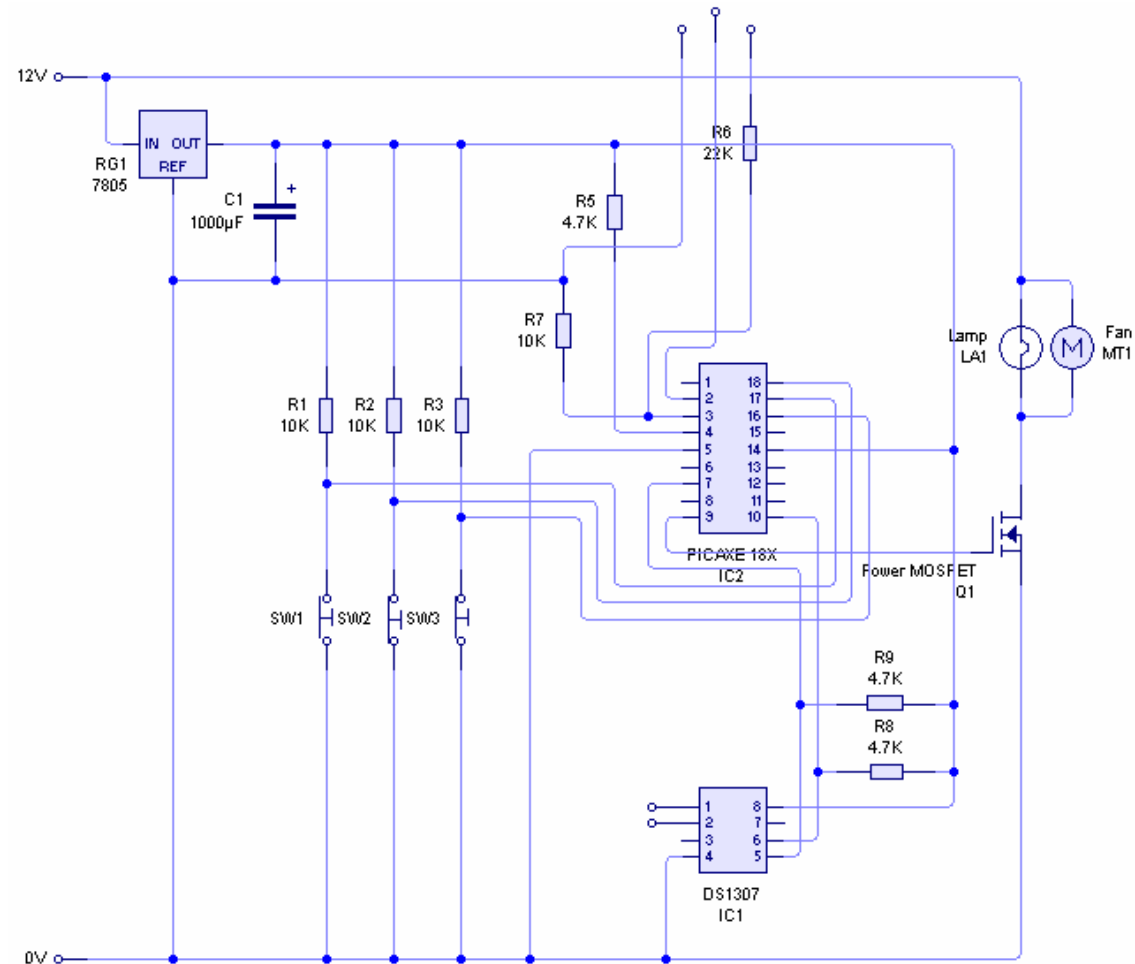 12V
IN OUT
REF
RG1
7805
C1
+
1000µF
R6
22K
R5
4.7K
R7
10K
Lamp
LA1
M
Fan
MT1
R1
10K
R2
10K
R3
10K
1 18
2 17
3 16
4 15
5 14
6 13
7 12
8 11
9 10
PICAXE 18X
IC2
Power MOSFET
Q1
SW1
SW2
SW3
R9
4.7K
R8
4.7K
1 8
2 7
3 6
4 5
DS1307
IC1
0V